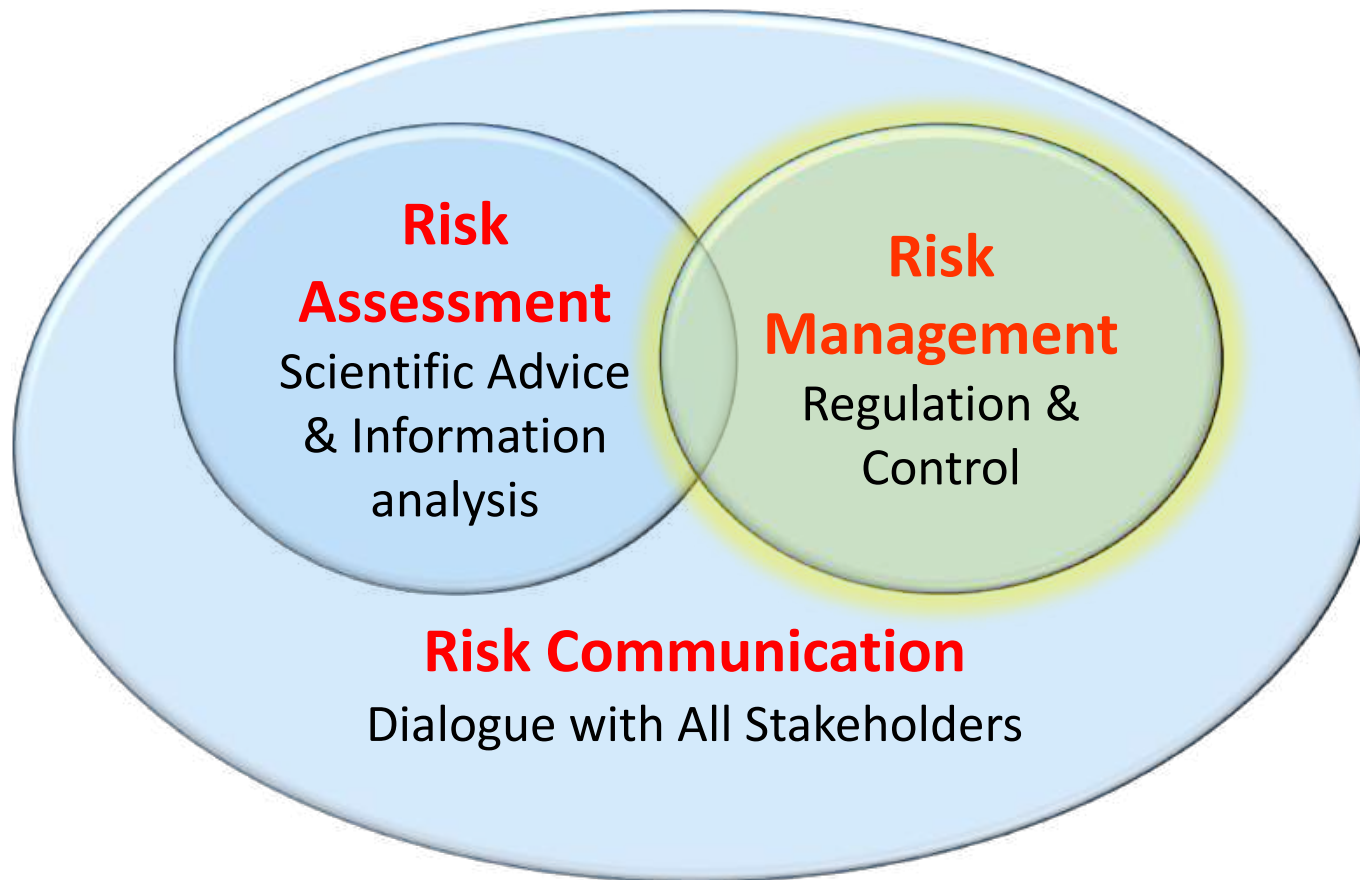 Risk
Assessment
Scientific Advice
& Information
analysis
Risk
Management
Regulation &
Control
Risk Communication
Dialogue with All Stakeholders